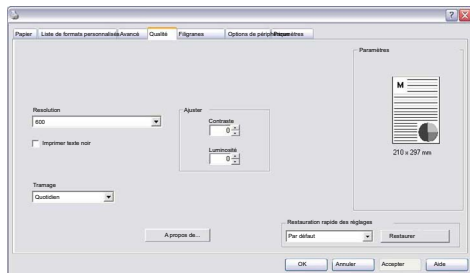 Papier Liste de formats personnalisés Avancé Qualité Filigranes Options de périphérique Paramètres
Paramètres
M
210 x 297 mm
Resolution
600
Imprimer texte noir
Ajuster
Contraste
0
Luminosité
0
Tramage
Quotidien
A propos de...
Restauration rapide des réglages
Par défaut
Restaurer
OK Annuler Accepter Aide